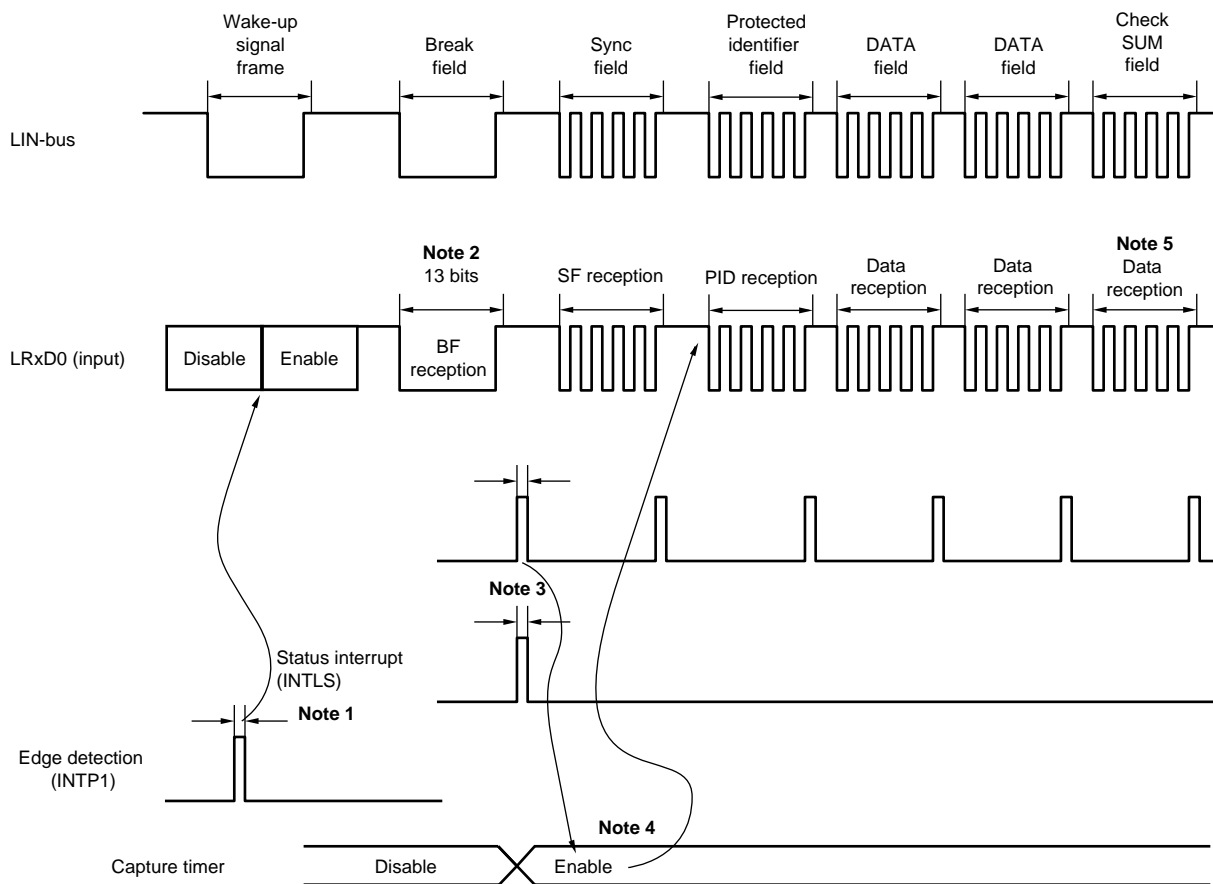 Wake-up
signal
frame
Break
field
Sync
field
Protected
identifier
field
DATA
field
DATA
field
Check
SUM
field
LIN-bus
Note 2
13 bits
SF reception
PID reception
Data
reception
Data
reception
Note 5
Data
reception
LRxD0 (input)
Disable
Enable
BF
reception
Note 3
Status interrupt
(INTLS)
Note 1
Edge detection
(INTP1)
Note 4
Capture timer
Disable
Enable